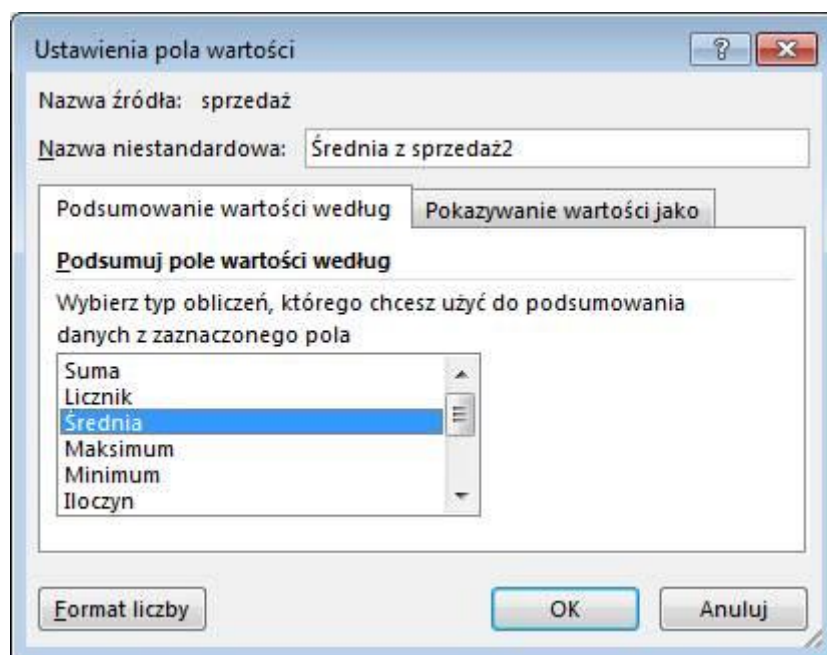 Ustawienia pola wartości
Nazwa źródła: sprzedaż
Nazwa niestandardowa: Średnia z sprzedaż2
Podsumowanie wartości według Pokazywanie wartości jako
Podsumuj pole wartości według
Wybierz typ obliczeń, którego chcesz użyć do podsumowania
danych z zaznaczonego pola
Suma
Licznik
Średnia
Maksimum
Minimum
Iloczyn
Format liczby OK Anuluj